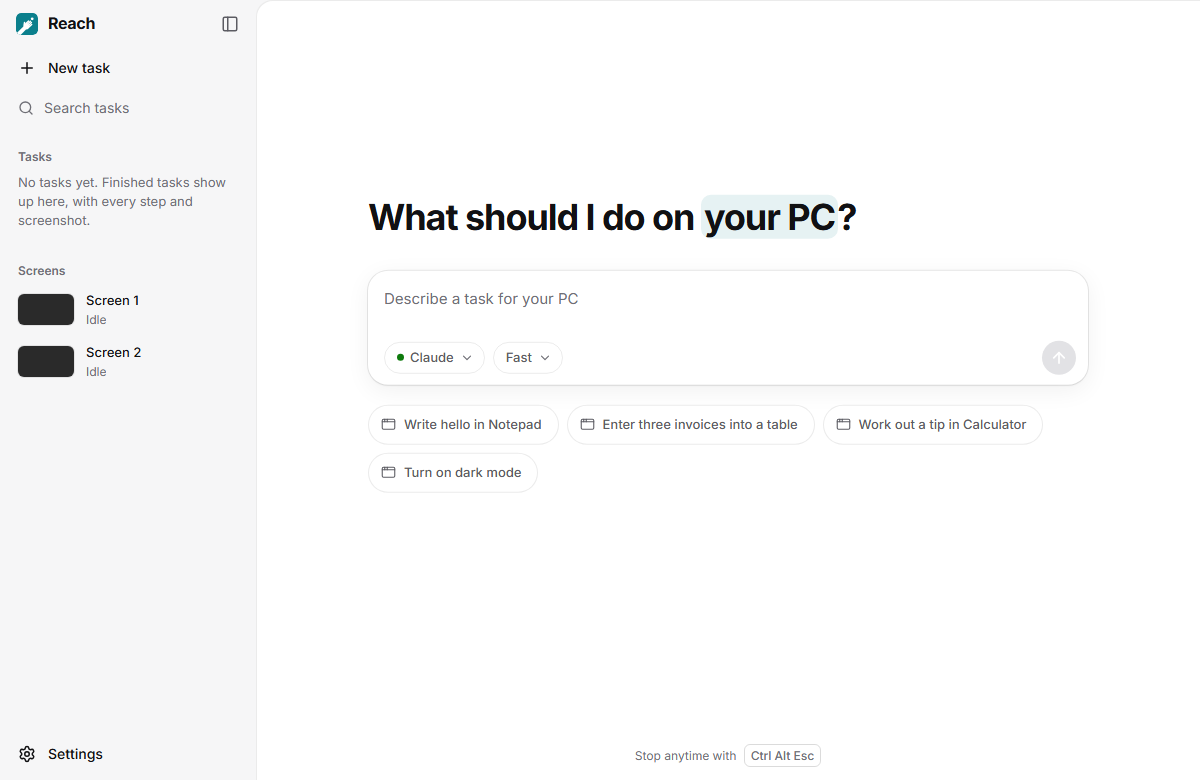 Reach
New task
Search tasks
Tasks
No tasks yet. Finished tasks show
up here, with every step and
screenshot.
Screens
Screen 1
Idle
Screen 2
Idle
Settings
What should I do on your PC?
Describe a task for your PC
Claude
Fast
Write hello in Notepad
Enter three invoices into a table
Work out a tip in Calculator
Turn on dark mode
Stop anytime with Ctrl Alt Esc